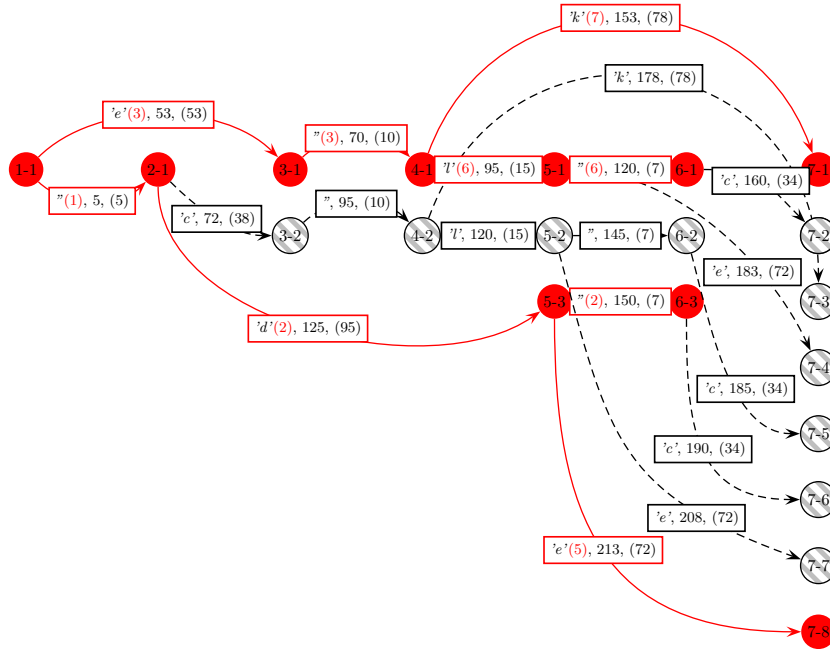 'k'(7), 153, (78)
'k', 178, (78)
'e'(3), 53, (53)
''(3), 70, (10)
1-1
2-1
3-1
4-1
'l'(6), 95, (15)
5-1
''(6), 120, (7)
6-1
'c', 160, (34)
7-1
''(1), 5, (5)
'c', 72, (38)
'', 95, (10)
3-2
4-2
'l', 120, (15)
5-2
'', 145, (7)
6-2
7-2
'e', 183, (72)
5-3
''(2), 150, (7)
6-3
7-3
'd'(2), 125, (95)
7-4
'c', 185, (34)
7-5
'c', 190, (34)
7-6
'e', 208, (72)
'e'(5), 213, (72)
7-7
7-8